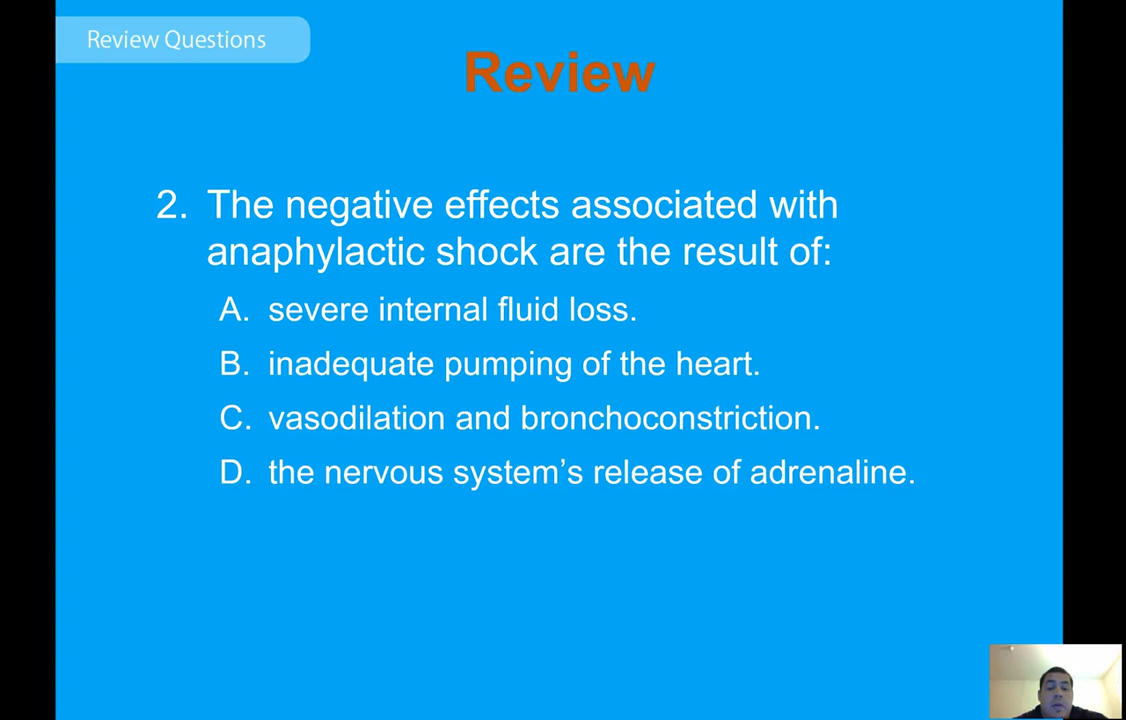 Review Questions
Review
2. The negative effects associated with
anaphylactic shock are the result of:
A. severe internal fluid loss.
B. inadequate pumping of the heart.
C. vasodilation and bronchoconstriction.
D. the nervous system’s release of adrenaline.